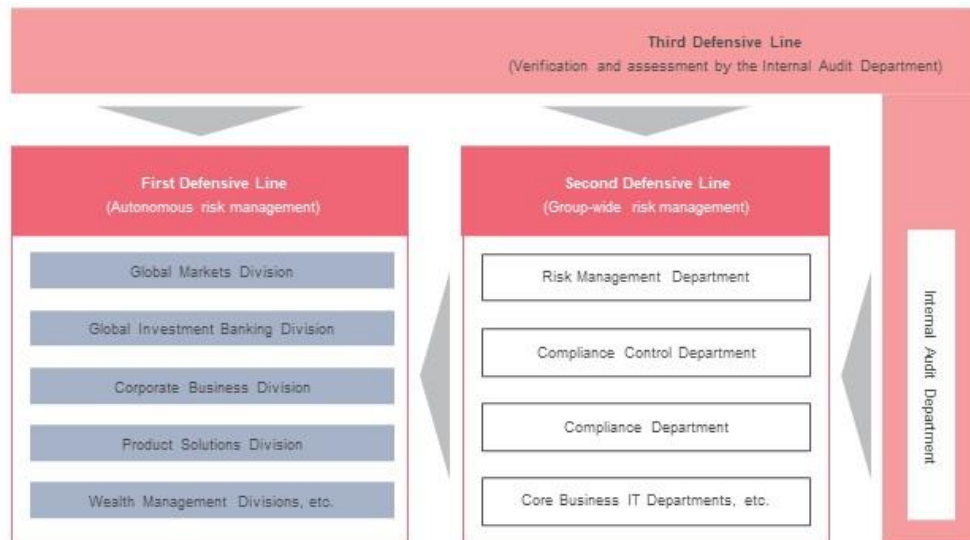 Third Defensive Line
(Verification and assessment by the Internal Audit Department)
First Defensive Line
(Autonomous risk management)
Global Markets Division
Global Investment Banking Division
Corporate Business Division
Product Solutions Division
Wealth Management Divisions, etc.
Second Defensive Line
(Group-wide risk management)
Risk Management Department
Compliance Control Department
Compliance Department
Core Business IT Departments, etc.
Internal Audit Department